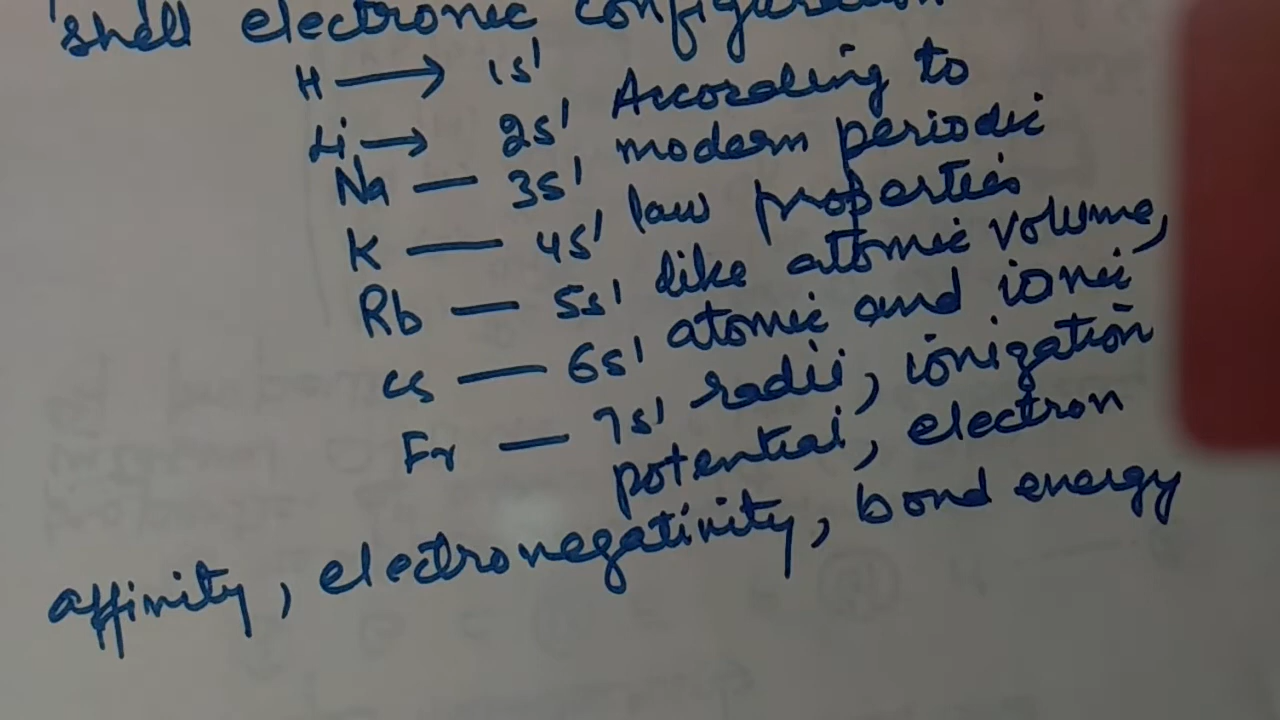 shell electronic configuration
H → 1s¹
Li → 2s¹
Na — 3s¹
K — 4s¹
Rb — 5s¹
Cs — 6s¹
Fr — 7s¹
According to
modern periodic
law properties
like atomic volume,
atomic and ionic
radii, ionization
potential, electron
affinity, electronegativity, bond energy